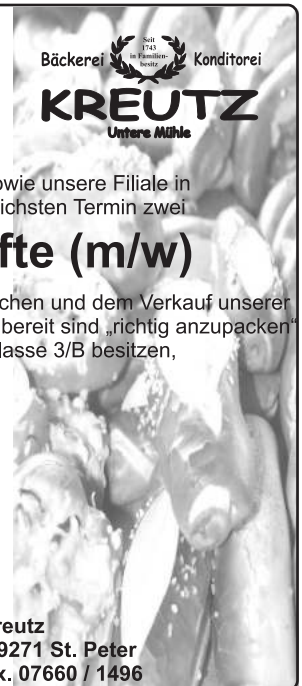 Seit
1743
in Familien-
besitz
Bäckerei Konditorei
KREUTZ
Untere Mühle
owie unsere Filiale in
ichsten Termin zwei
fte (m/w)
chen und dem Verkauf unserer
bereit sind „richtig anzupacken“
lasse 3/B besitzen,
reutz
9271 St. Peter
x. 07660 / 1496